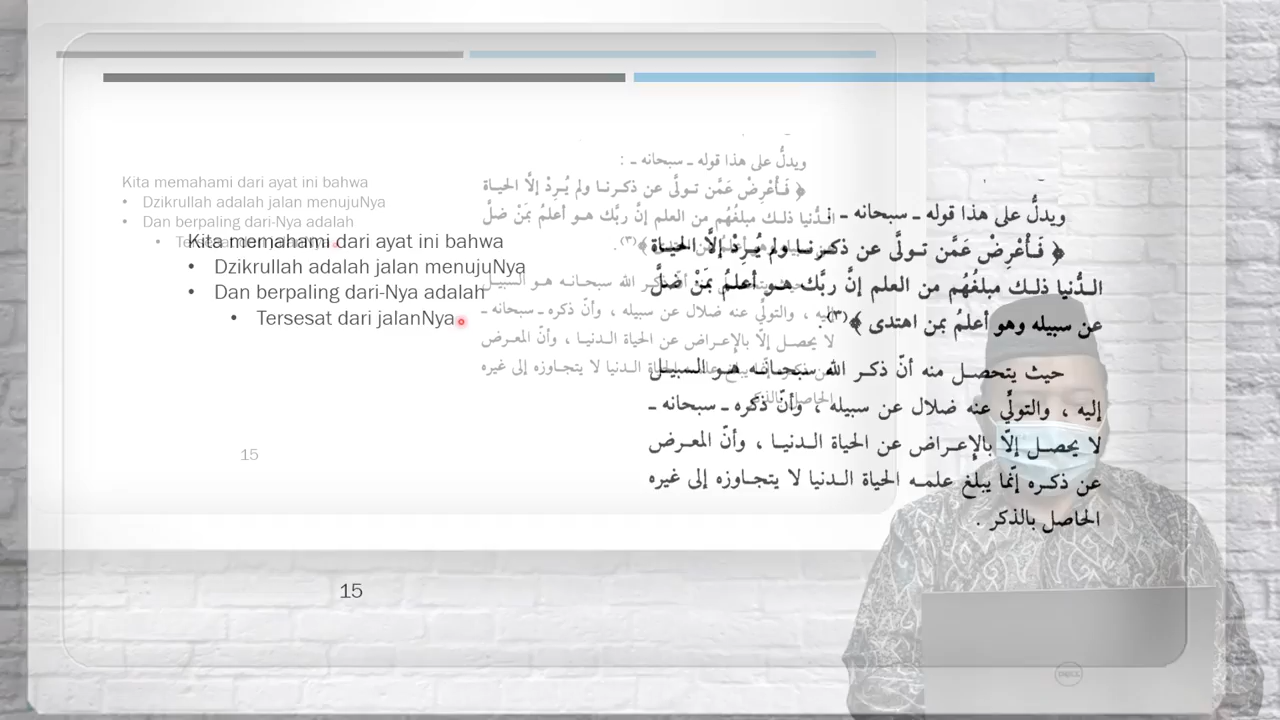 Kita memahami dari ayat ini bahwa
• Dzikrullah adalah jalan menujuNya
• Dan berpaling dari-Nya adalah
• Tersesat dari jalanNya
ويدلُّ على هذا قوله ـ سبحانه ـ :
﴿ فَأَعْرِضْ عَمَّن تولَّى عن ذكرنا ولم يُرِدْ إلَّا الحياة
الدُّنيا ذلك مبلغُهُم من العلم إنَّ ربَّك هو أعلمُ بمَنْ ضلَّ
عن سبيله وهو أعلمُ بمن اهتدى ﴾(٣).
حيث يتحصل منه أنّ ذكر الله سبحانه هو السبيل
إليه ، والتولّي عنه ضلال عن سبيله ، وأنّ ذكره ـ سبحانه ـ
لا يحصل إلّا بالإعراض عن الحياة الدنيا ، وأنّ المعرض
عن ذكره إنّما يبلغ علمه الحياة الدنيا لا يتجاوزه إلى غيره
الحاصل بالذكر .
15